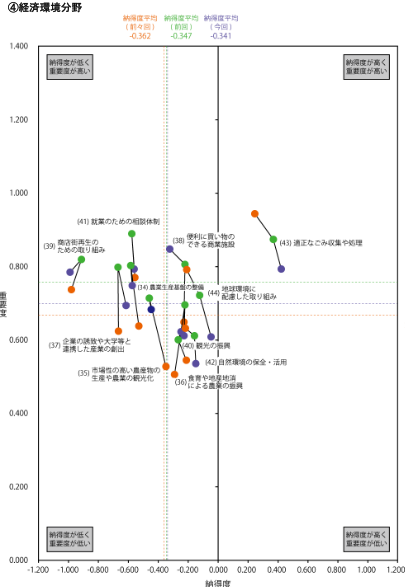 ④経済環境分野
納得度平均 納得度平均 納得度平均
(前々回) (前回) (今回)
-0.362 -0.347 -0.341
1.400
納得度が低く 納得度が高く
重要度が高い 重要度が高い
1.200
1.000
(41) 就業のための相談体制
(39) 商店街再生の
ための取り組み
(38) 便利に買い物の
できる商業施設
(43) 適正なごみ収集や処理
0.800
(34) 農業生産基盤の整備
(44) 地球環境に
配慮した取り組み
重要度
0.600
(37) 企業の誘致や大学等と
連携した産業の創出
(40) 観光の振興
(42) 自然環境の保全・活用
(35) 市場性の高い農産物の
生産や農業の観光化
(36) 食育や地産地消
による農業の振興
0.400
0.200
納得度が低く 納得度が高く
重要度が低い 重要度が低い
0.000
-1.200 -1.000 -0.800 -0.600 -0.400 -0.200 0.000 0.200 0.400 0.600 0.800 1.000 1.200
納得度